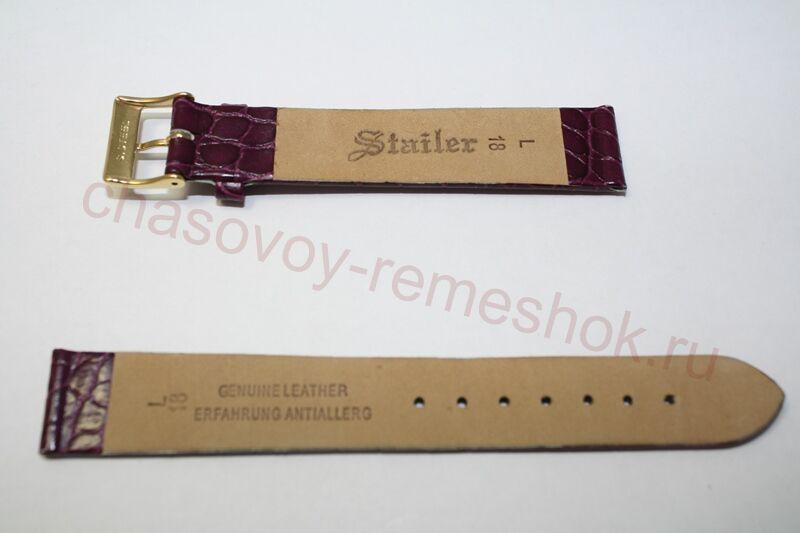 Stailer
L
18
chasovoy-remeshok.ru
GENUINE LEATHER
ERFAHRUNG ANTIALLERG
L
18